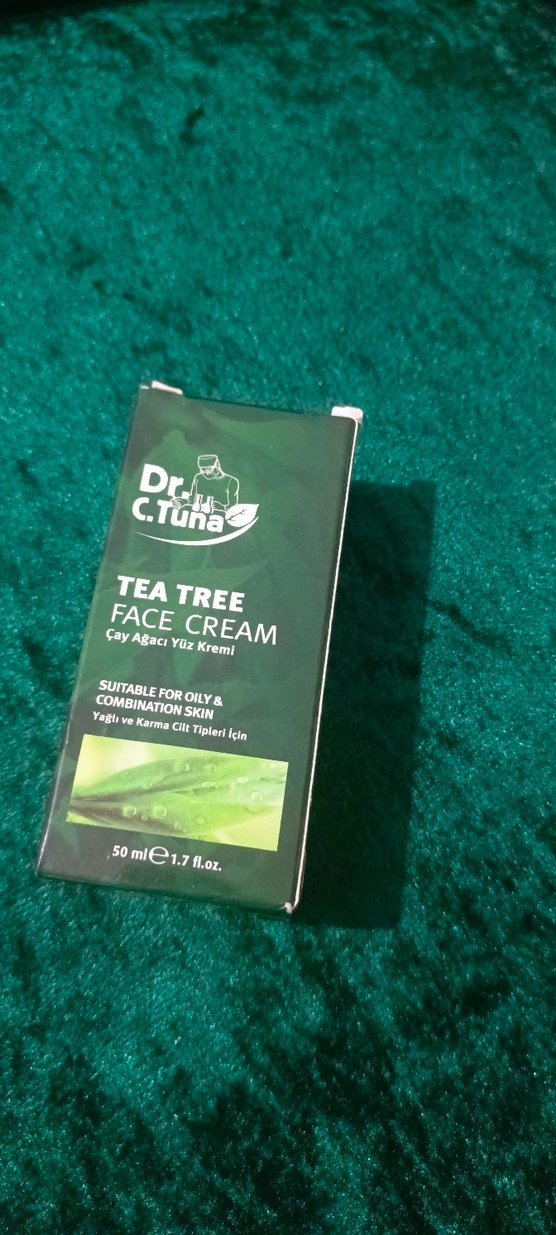 Dr.
C.Tuna
TEA TREE
FACE CREAM
Çay Ağacı Yüz Kremi
SUITABLE FOR OILY &
COMBINATION SKIN
Yağlı ve Karma Cilt Tipleri İçin
50 ml ℮ 1.7 fl.oz.